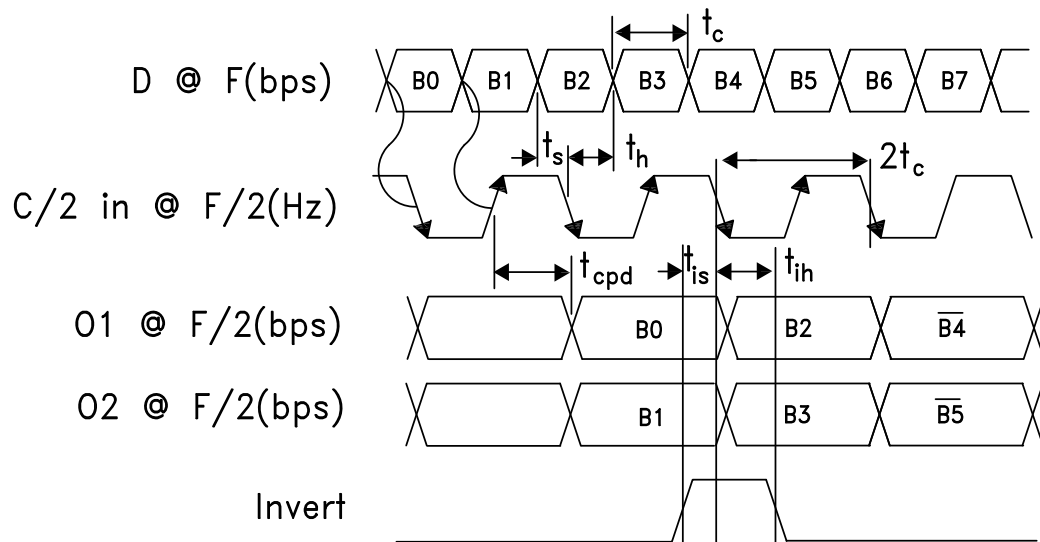 t_c
D @ F(bps) B0 B1 B2 B3 B4 B5 B6 B7
t_s t_h 2t_c
C/2 in @ F/2(Hz)
t_cpd t_is t_ih
O1 @ F/2(bps) B0 B2 B̅4̅
O2 @ F/2(bps) B1 B3 B̅5̅
Invert